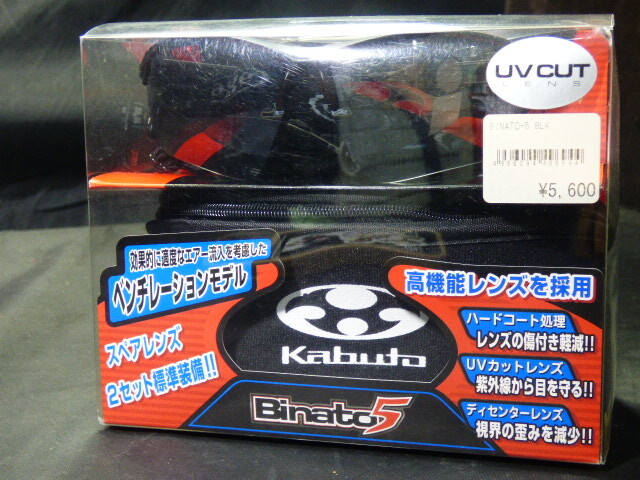 UV CUT
LENS
BINATO-5 BLK
¥5,600
効果的に適度なエアー流入を考慮した
ベンチレーションモデル
スペアレンズ
2セット標準装備!!
Kabuto
Binato5
高機能レンズを採用
ハードコート処理
レンズの傷付き軽減!!
UVカットレンズ
紫外線から目を守る!!
ディセンターレンズ
視界の歪みを減少!!